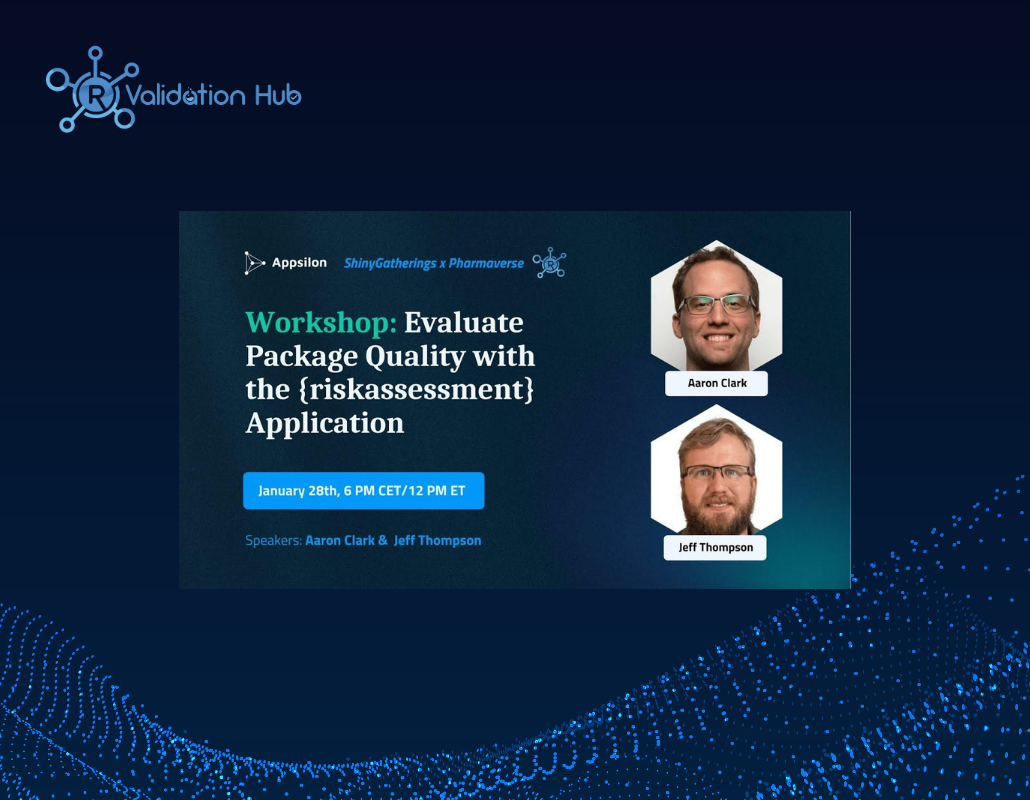 R Validation Hub
Appsilon ShinyGatherings x Pharmaverse R
Workshop: Evaluate
Package Quality with
the {riskassessment}
Application
January 28th, 6 PM CET/12 PM ET
Speakers: Aaron Clark & Jeff Thompson
Aaron Clark
Jeff Thompson